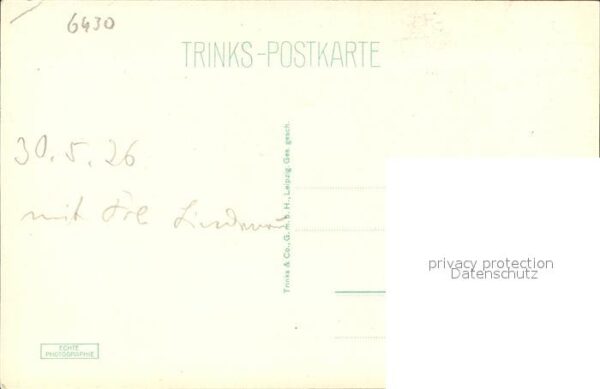 6430
TRINKS-POSTKARTE
30.5.26
mit Frl
Trinks & Co., G.m.b.H., Leipzig. Ges. gesch.
privacy protection
Datenschutz
ECHTE
PHOTOGRAPHIE